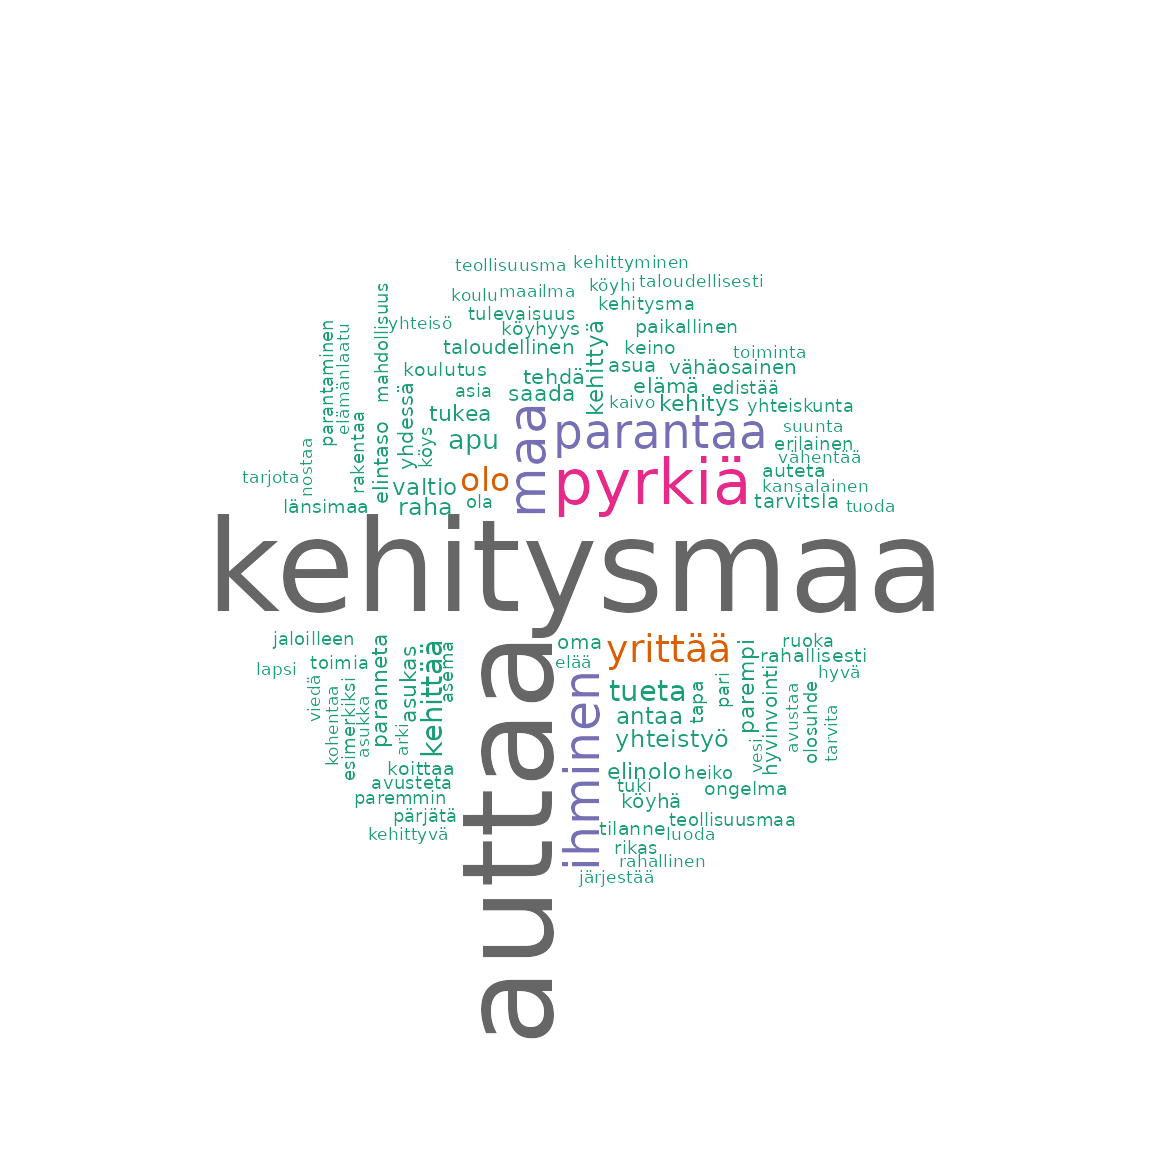 teollisuusma
kehittyminen
köyhi
taloudellisesti
koulu
maailma
kehitysma
mahdollisuus
tulevaisuus
yhteisö
köyhyys
kehittyä
paikallinen
parantaminen
elämänlaatu
taloudellinen
keino
toiminta
koulutus
tehdä
asua
vähäosainen
yhdessä
asia
saada
elämä
edistää
kaivo
kehitys
yhteiskunta
rakentaa
elintaso
köys
tukea
maa
parantaa
suunta
apu
erilainen
vähentää
nostaa
tarjota
valtio
olo
pyrkiä
auteta
kansalainen
länsimaa
raha
ola
tarvitsla
tuoda
kehitysmaa
jaloilleen
paranneta
asukas
kehittää
asema
auttaa
oma
yrittää
parempi
ruoka
rahallisesti
lapsi
toimia
elää
hyvä
viedä
kohentaa
esimerkiksi
asukka
arki
ihminen
tueta
tapa
pari
hyvinvointi
avustaa
olosuhde
tarvita
antaa
yhteistyö
vesi
koittaa
elinolo
heiko
avusteta
tuki
ongelma
paremmin
köyhä
pärjätä
teollisuusmaa
kehittyvä
tilanne
luoda
rikas
rahallinen
järjestää